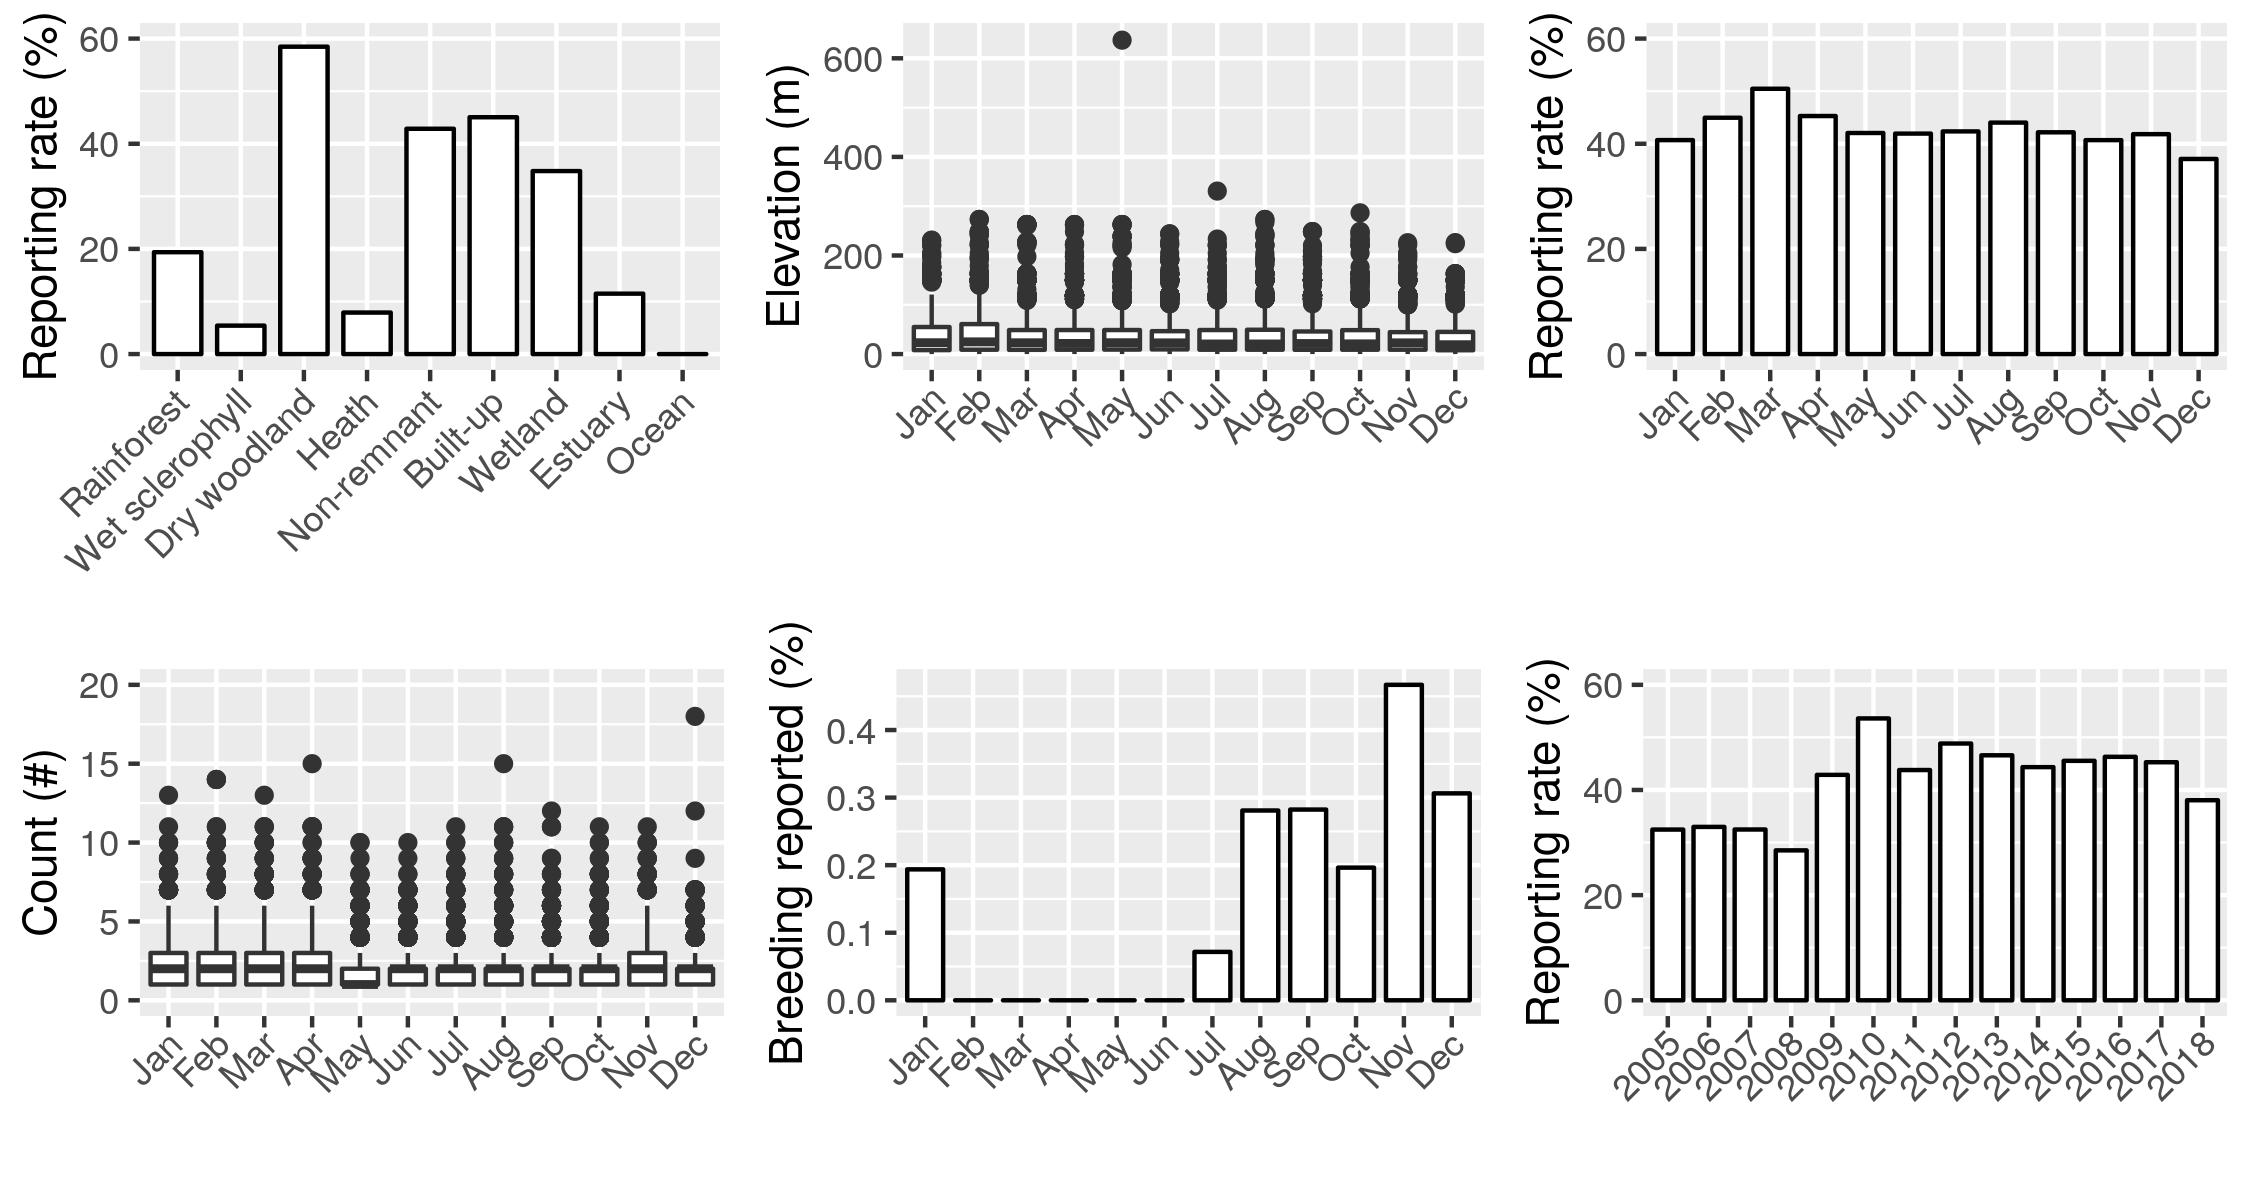 Reporting rate (%)
60
40
20
0
Rainforest
Wet sclerophyll
Dry woodland
Heath
Non-remnant
Built-up
Wetland
Estuary
Ocean
Elevation (m)
600
400
200
0
Jan
Feb
Mar
Apr
May
Jun
Jul
Aug
Sep
Oct
Nov
Dec
Reporting rate (%)
60
40
20
0
Jan
Feb
Mar
Apr
May
Jun
Jul
Aug
Sep
Oct
Nov
Dec
Count (#)
20
15
10
5
0
Jan
Feb
Mar
Apr
May
Jun
Jul
Aug
Sep
Oct
Nov
Dec
Breeding reported (%)
0.4
0.3
0.2
0.1
0.0
Jan
Feb
Mar
Apr
May
Jun
Jul
Aug
Sep
Oct
Nov
Dec
Reporting rate (%)
60
40
20
0
2005
2006
2007
2008
2009
2010
2011
2012
2013
2014
2015
2016
2017
2018